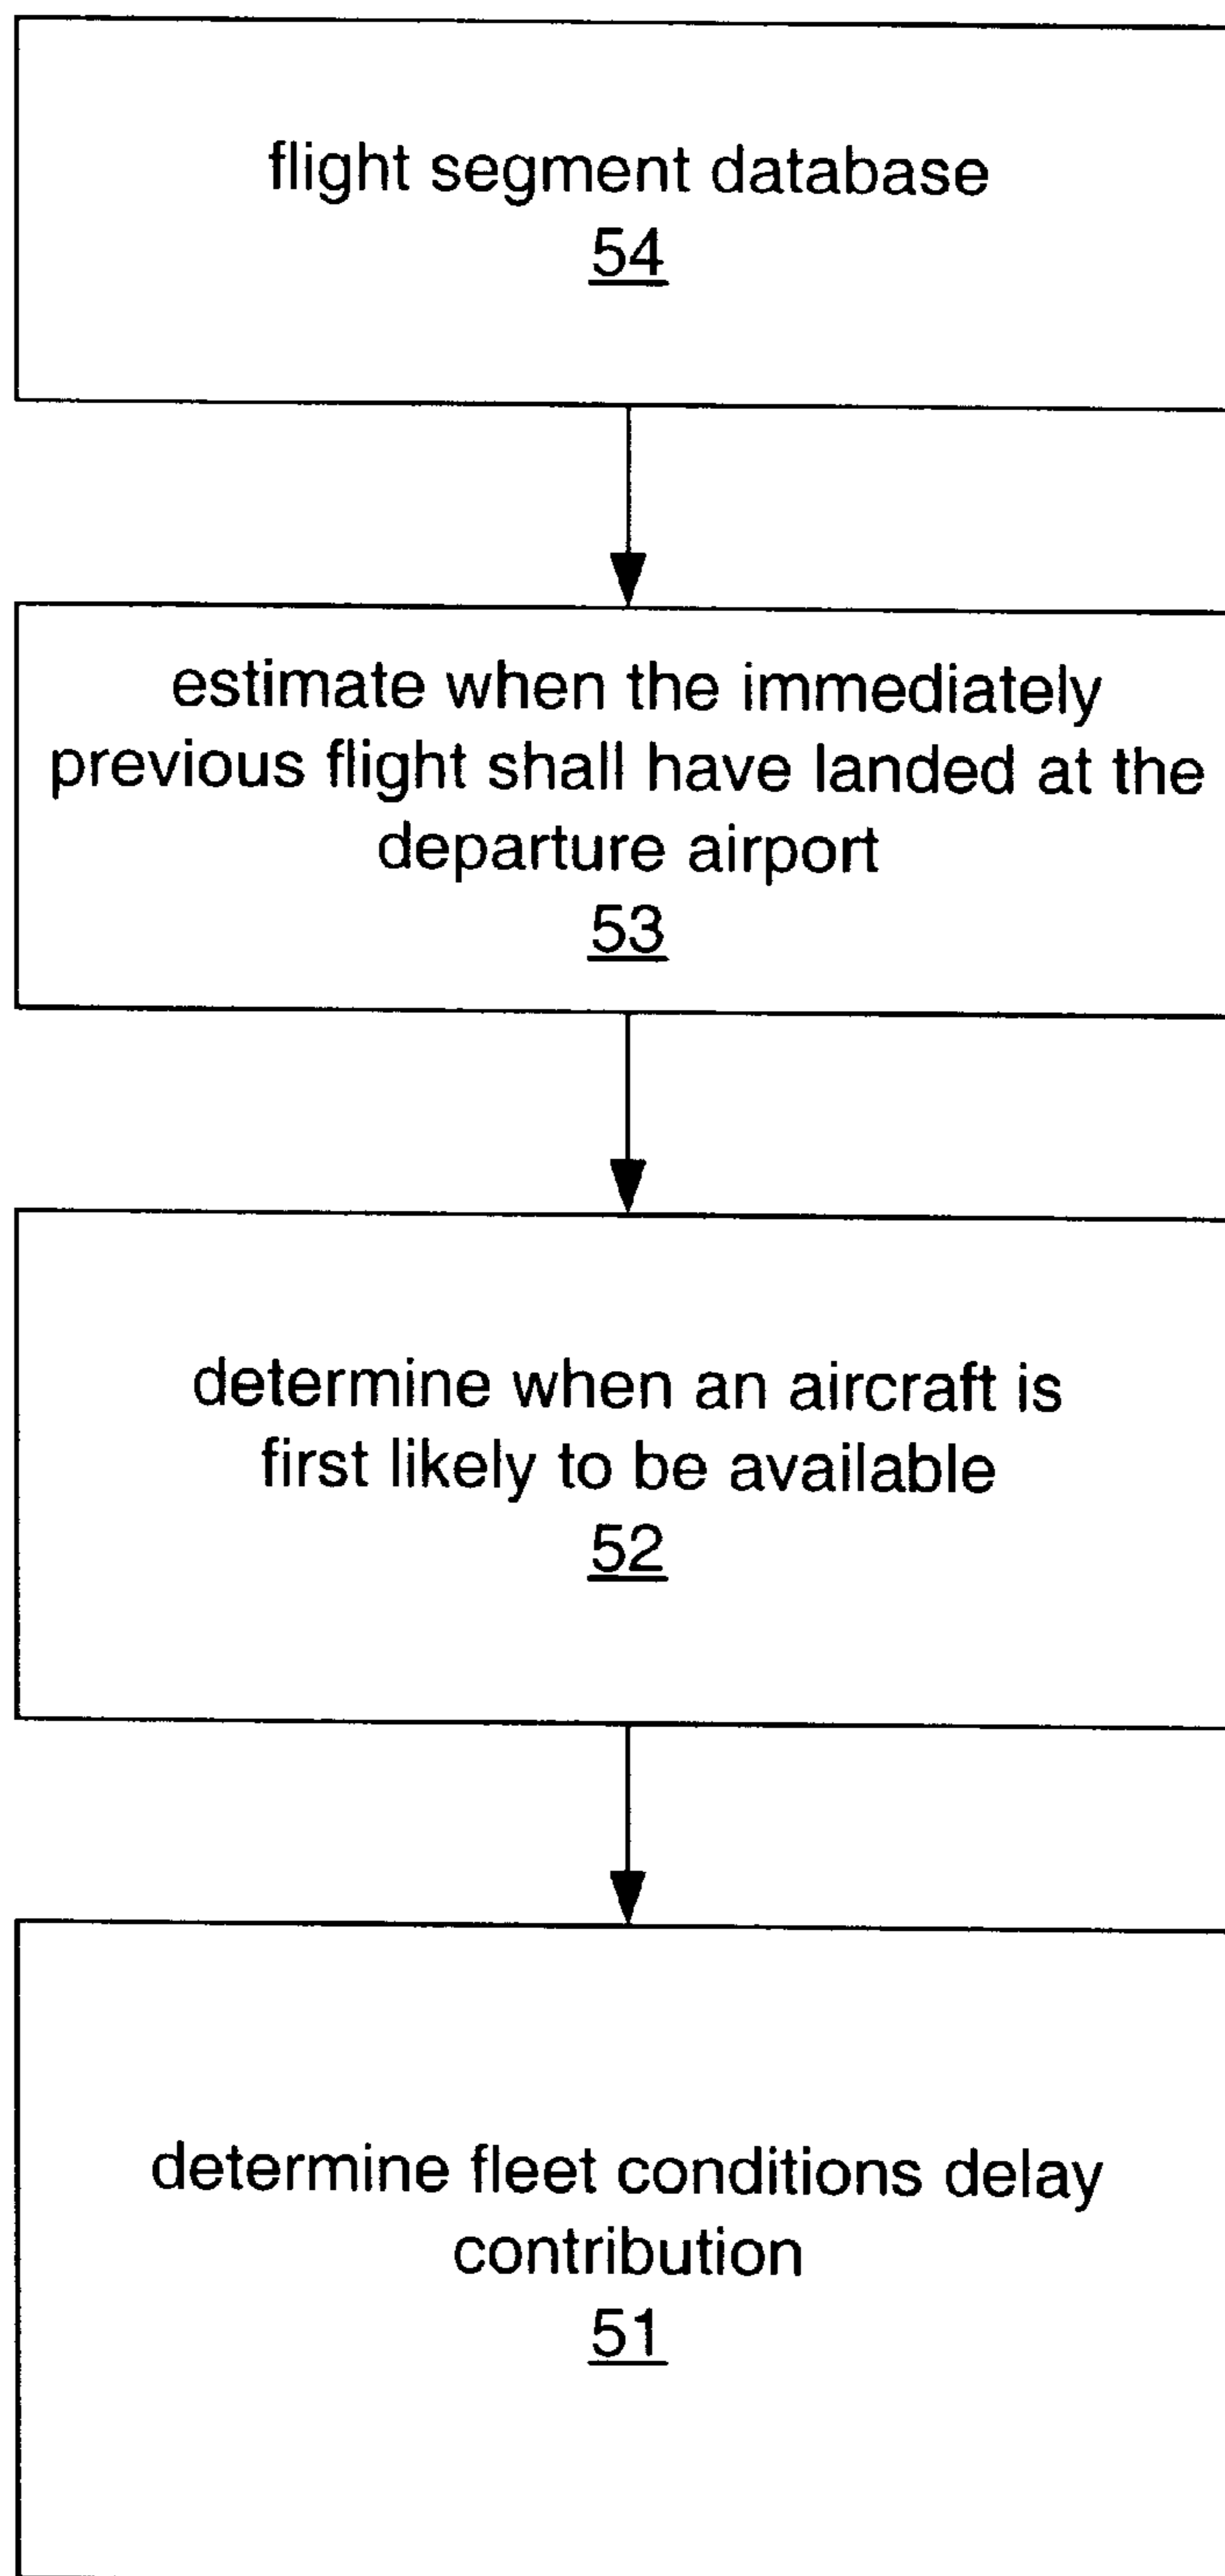 flight segment database
54
estimate when the immediately
previous flight shall have landed at the
departure airport
53
determine when an aircraft is
first likely to be available
52
determine fleet conditions delay
contribution
51